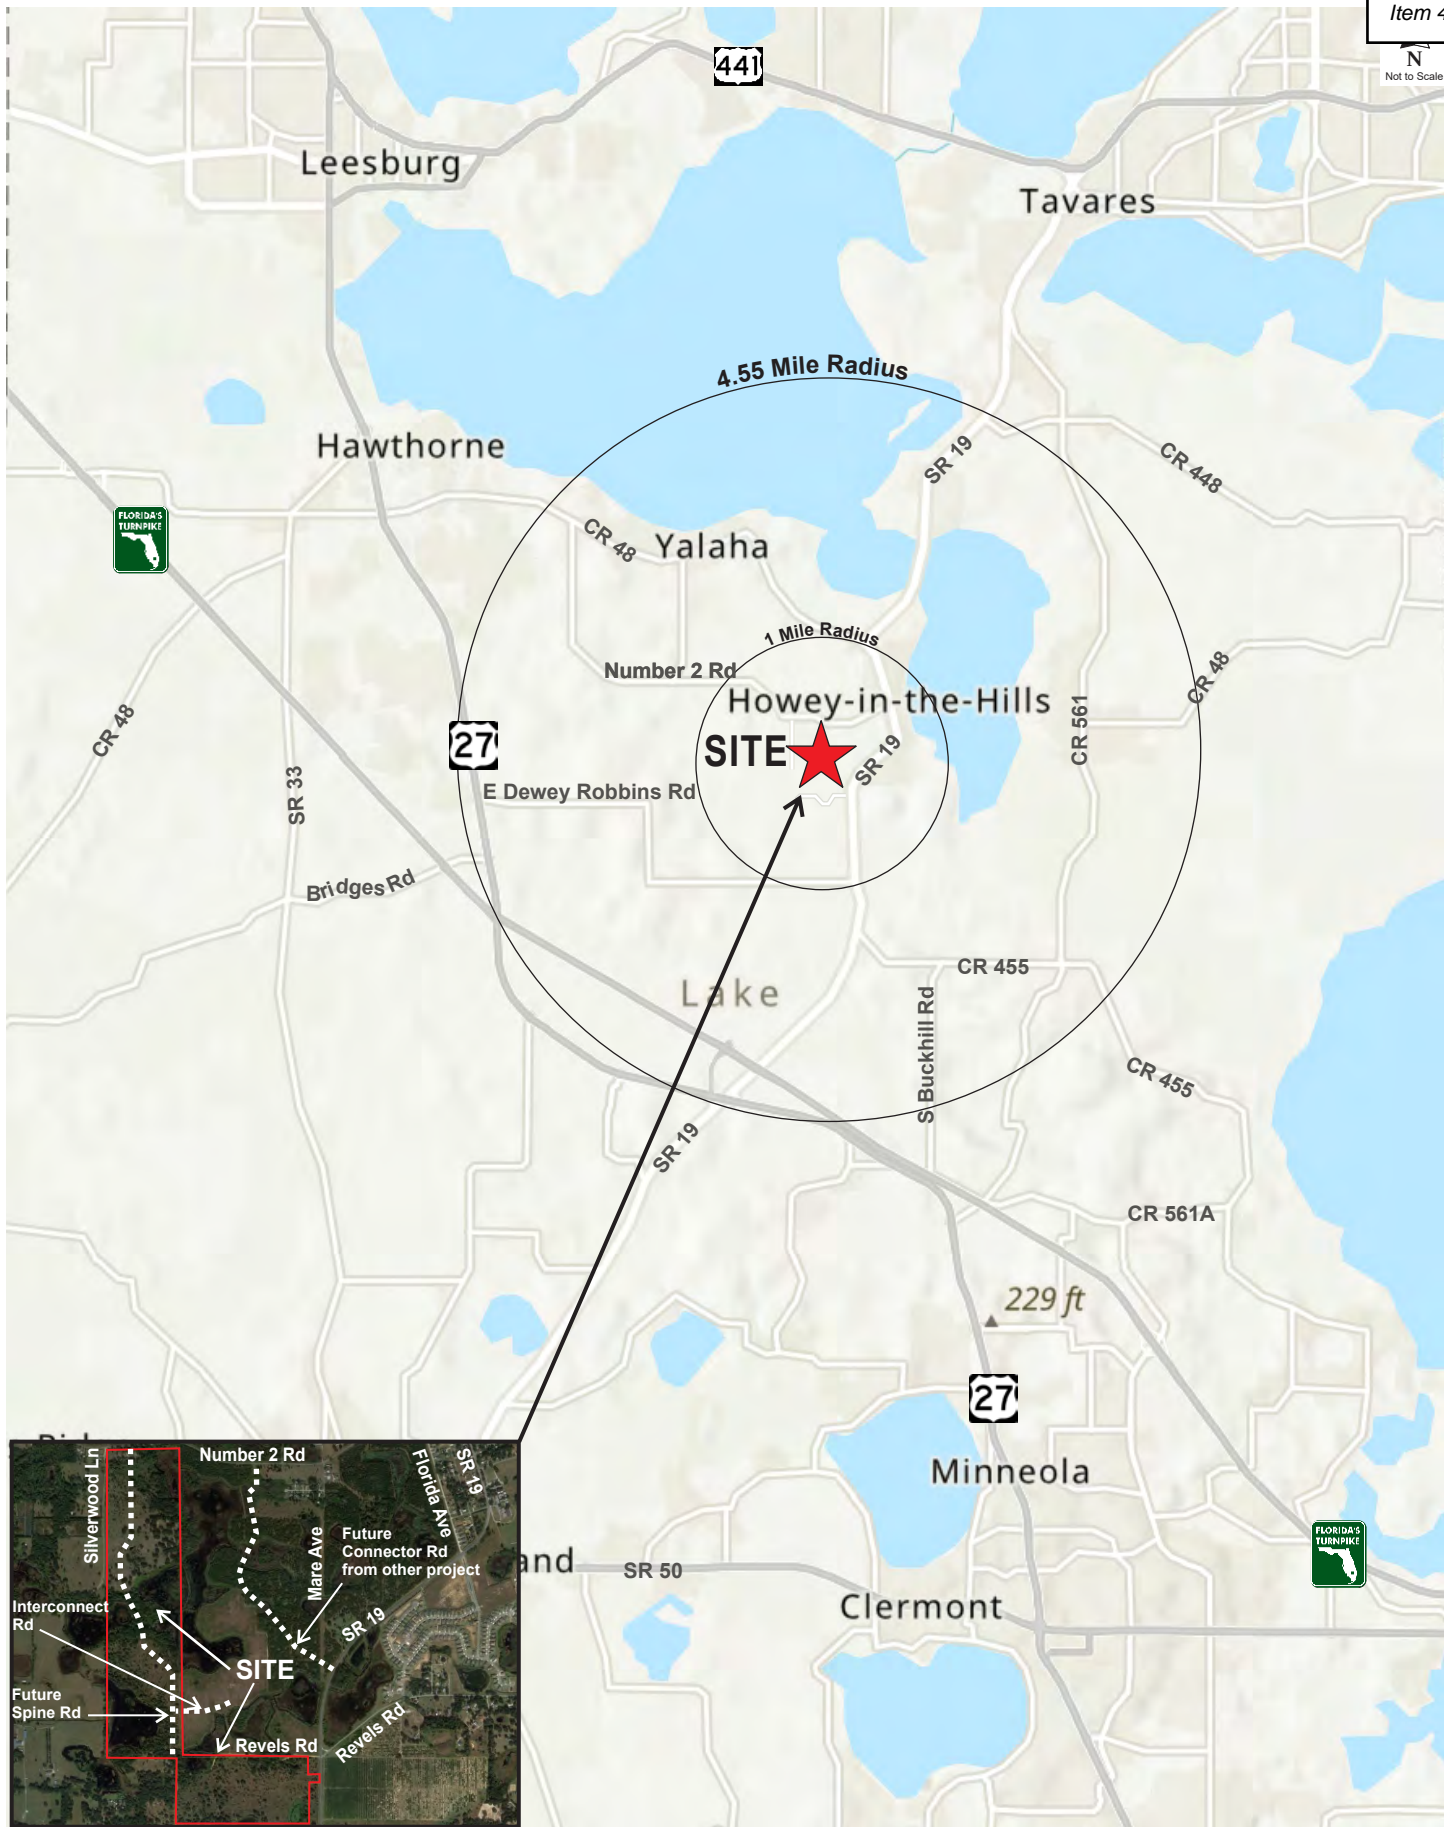 Item 4
N
Not to Scale
441
Leesburg
Tavares
4.55 Mile Radius
Hawthorne
SR 19
CR 448
FLORIDA'S
TURNPIKE
CR 48
Yalaha
1 Mile Radius
Number 2 Rd
Howey-in-the-Hills
CR 48
CR 561
CR 48
27
SITE
SR 19
SR 33
E Dewey Robbins Rd
Bridges Rd
CR 455
Lake
S Buckhill Rd
CR 455
SR 19
CR 561A
229 ft
27
Minneola
FLORIDA'S
TURNPIKE
and
SR 50
Clermont
Silverwood Ln
Number 2 Rd
Florida Ave
SR 19
Mare Ave
Future
Connector Rd
from other project
Interconnect
Rd
SR 19
SITE
Future
Spine Rd
Revels Rd
Revels Rd